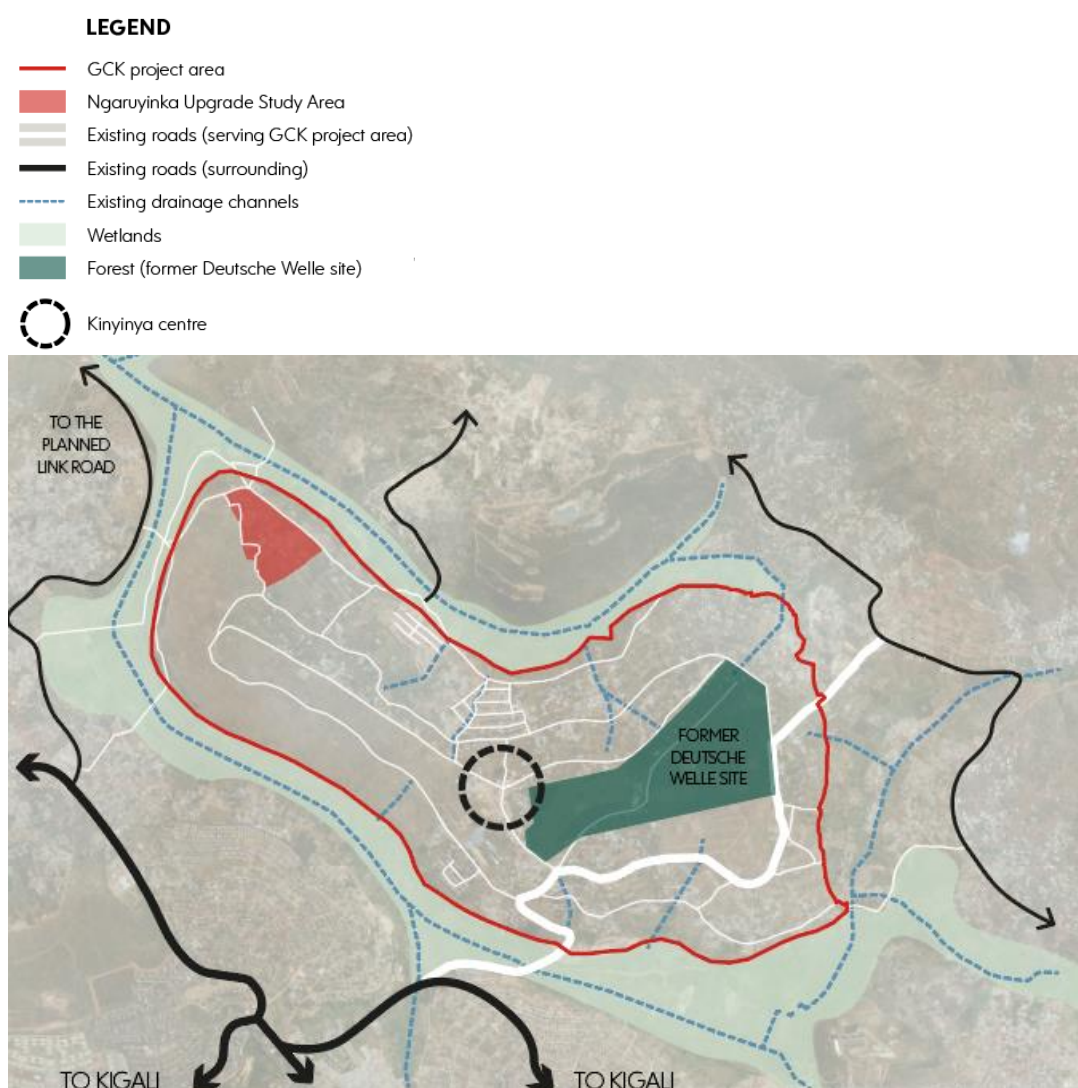 LEGEND
GCK project area
Ngaruyinka Upgrade Study Area
Existing roads (serving GCK project area)
Existing roads (surrounding)
Existing drainage channels
Wetlands
Forest (former Deutsche Welle site)
Kinyinya centre
TO THE
PLANNED
LINK ROAD
FORMER
DEUTSCHE
WELLE SITE
TO KIGALI
TO KIGALI